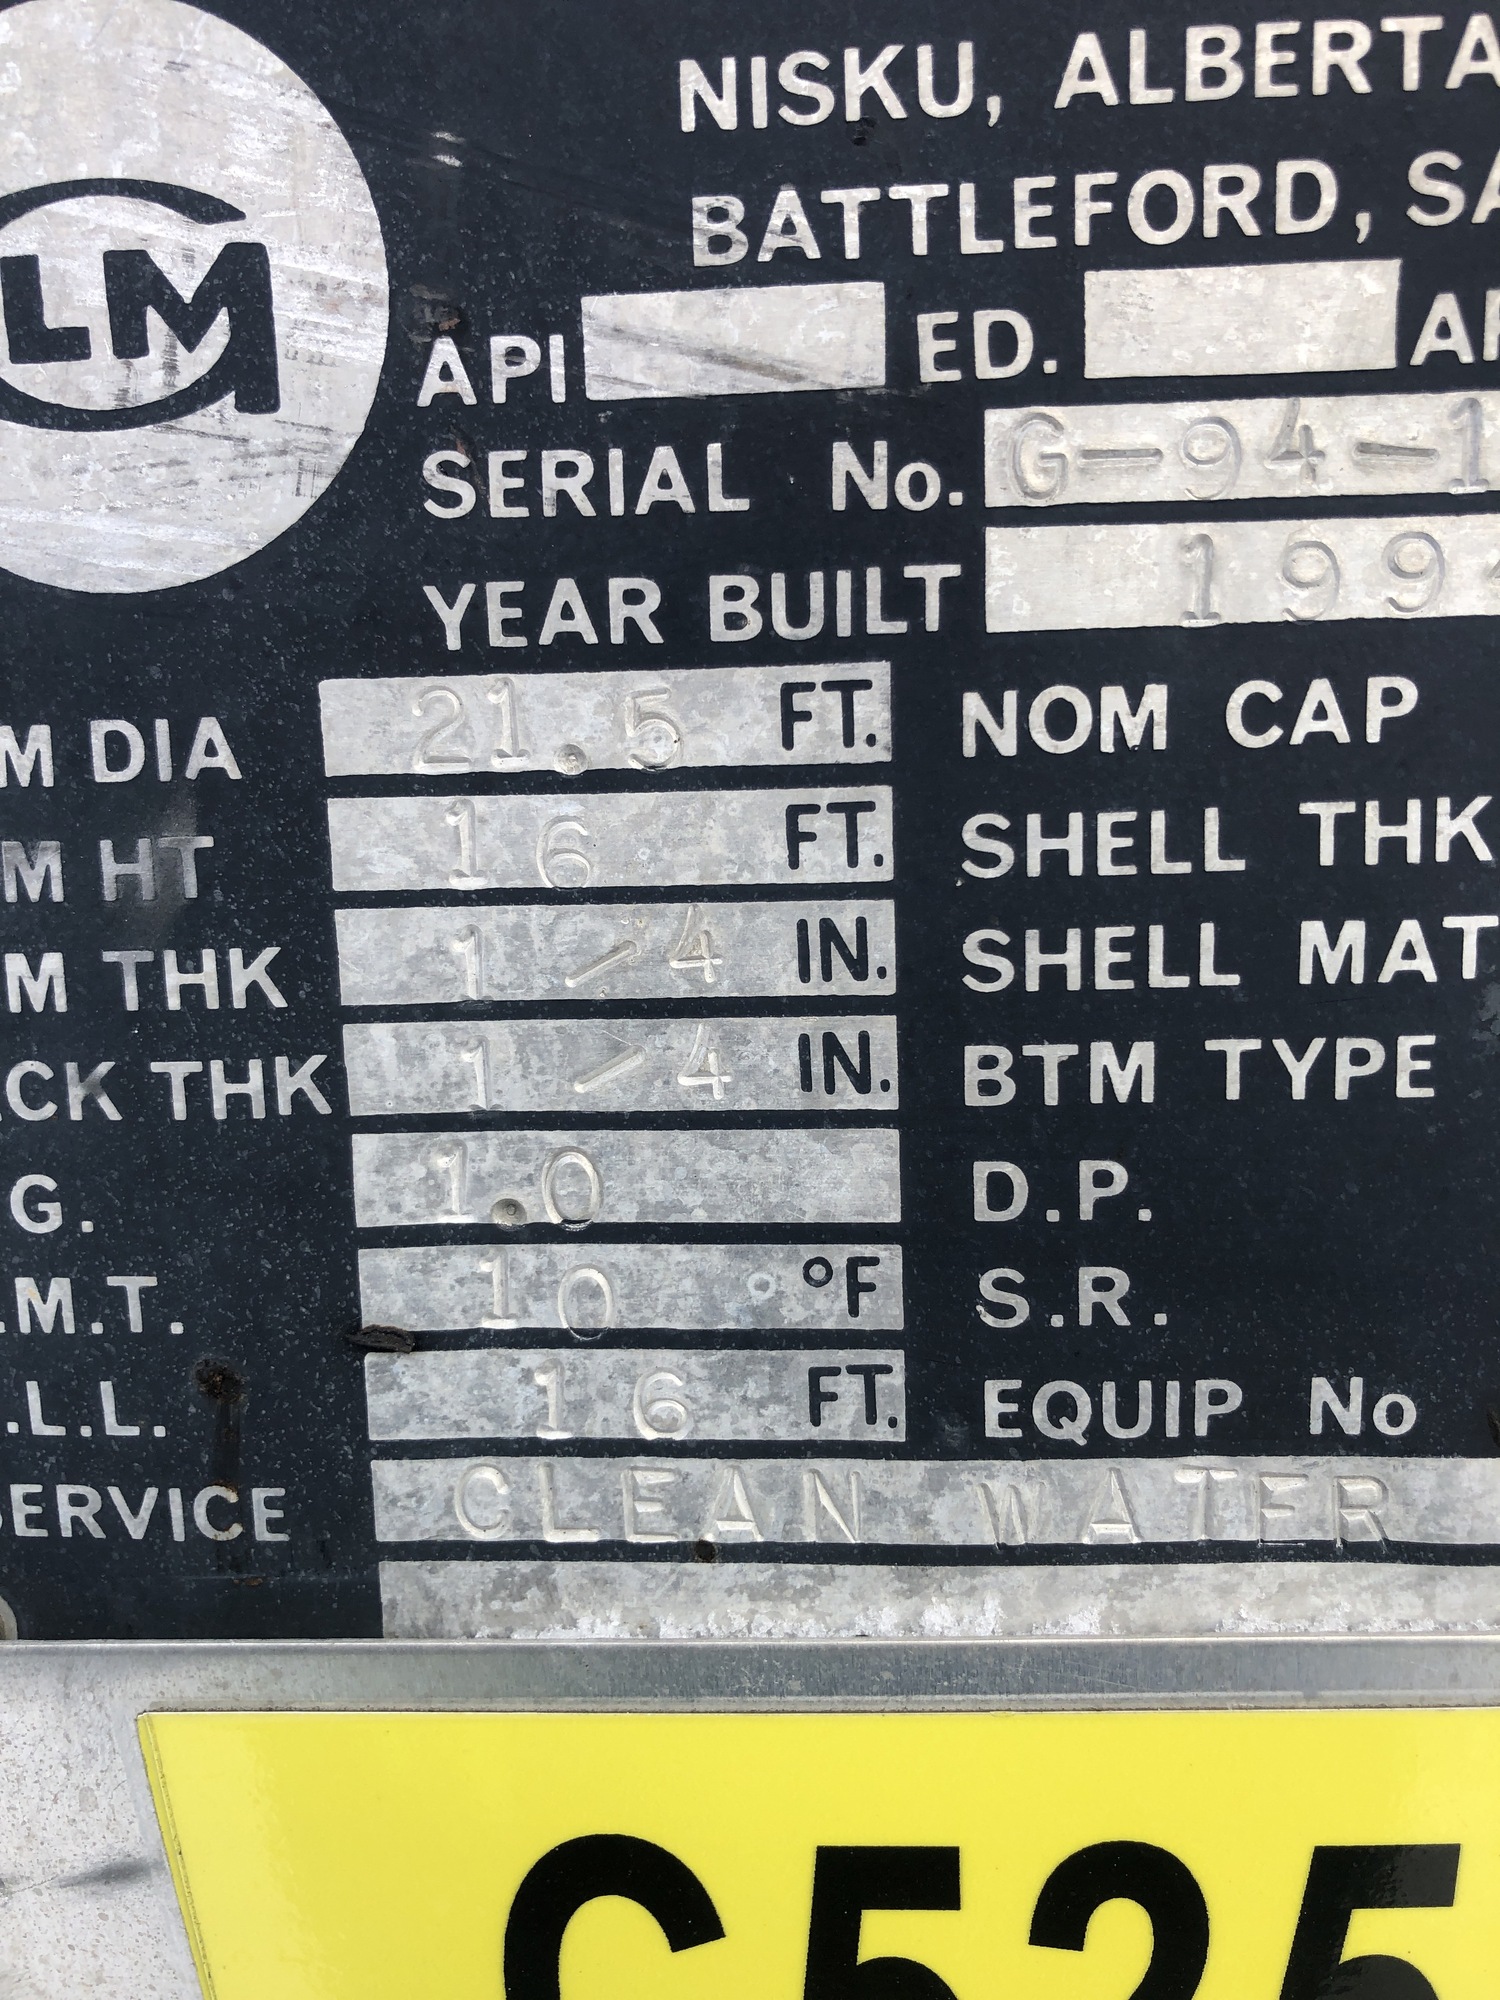 NISKU, ALBERTA
BATTLEFORD, SA
LM
API ED. AP
SERIAL No. G-94-1
YEAR BUILT 199
M DIA 21.5 FT. NOM CAP
M HT 16 FT. SHELL THK
M THK 1/4 IN. SHELL MAT
CK THK 1/4 IN. BTM TYPE
G. 1.0 D.P.
.M.T. 10 °F S.R.
.L.L. 16 FT. EQUIP No
SERVICE CLEAN WATER
C525